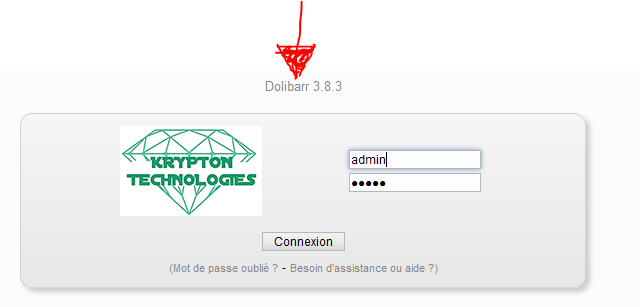 Dolibarr 3.8.3
KRYPTON
TECHNOLOGIES
admin
●●●●●
Connexion
(Mot de passe oublié ? - Besoin d'assistance ou aide ?)